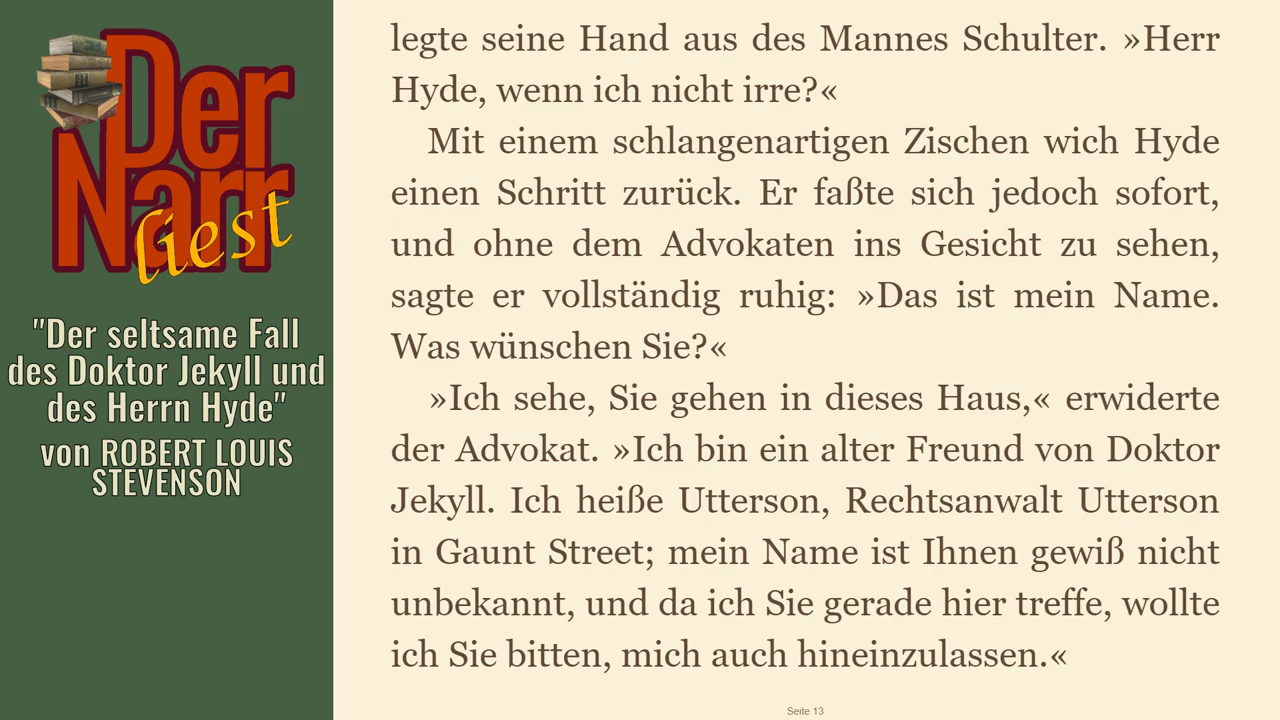 Der
Narr
liest
"Der seltsame Fall
des Doktor Jekyll und
des Herrn Hyde"
von ROBERT LOUIS
STEVENSON
legte seine Hand aus des Mannes Schulter. »Herr
Hyde, wenn ich nicht irre?«
Mit einem schlangenartigen Zischen wich Hyde
einen Schritt zurück. Er faßte sich jedoch sofort,
und ohne dem Advokaten ins Gesicht zu sehen,
sagte er vollständig ruhig: »Das ist mein Name.
Was wünschen Sie?«
»Ich sehe, Sie gehen in dieses Haus,« erwiderte
der Advokat. »Ich bin ein alter Freund von Doktor
Jekyll. Ich heiße Utterson, Rechtsanwalt Utterson
in Gaunt Street; mein Name ist Ihnen gewiß nicht
unbekannt, und da ich Sie gerade hier treffe, wollte
ich Sie bitten, mich auch hineinzulassen.«
Seite 13